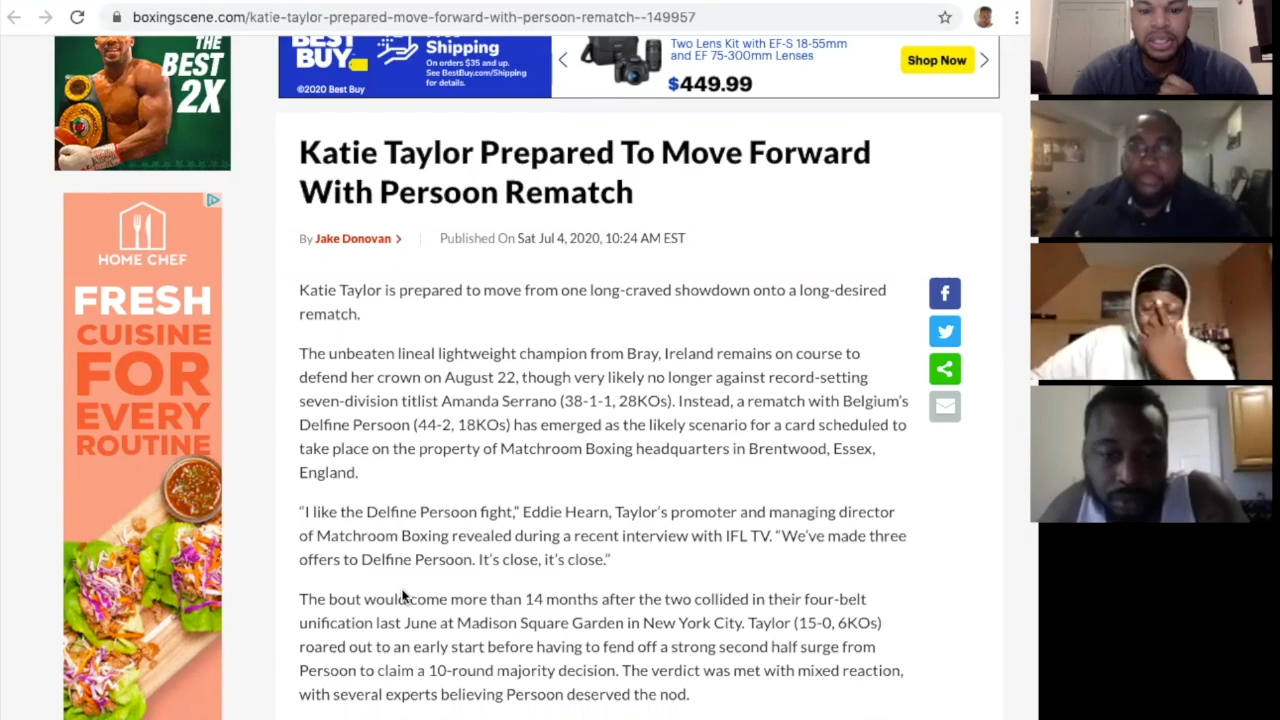 boxingscene.com/katie-taylor-prepared-move-forward-with-persoon-rematch--149957
THE
BEST
2X
BEST
BUY
Shipping
On orders $35 and up.
See BestBuy.com/Shipping
for details.
©2020 Best Buy
Two Lens Kit with EF-S 18-55mm
and EF 75-300mm Lenses
$449.99
Shop Now
Katie Taylor Prepared To Move Forward
With Persoon Rematch
By Jake Donovan
Published On Sat Jul 4, 2020, 10:24 AM EST
HOME CHEF
FRESH
CUISINE
FOR
EVERY
ROUTINE
Katie Taylor is prepared to move from one long-craved showdown onto a long-desired
rematch.
The unbeaten lineal lightweight champion from Bray, Ireland remains on course to
defend her crown on August 22, though very likely no longer against record-setting
seven-division titlist Amanda Serrano (38-1-1, 28KOs). Instead, a rematch with Belgium's
Delfine Persoon (44-2, 18KOs) has emerged as the likely scenario for a card scheduled to
take place on the property of Matchroom Boxing headquarters in Brentwood, Essex,
England.
“I like the Delfine Persoon fight,” Eddie Hearn, Taylor’s promoter and managing director
of Matchroom Boxing revealed during a recent interview with IFL TV. “We’ve made three
offers to Delfine Persoon. It’s close, it’s close.”
The bout would come more than 14 months after the two collided in their four-belt
unification last June at Madison Square Garden in New York City. Taylor (15-0, 6KOs)
roared out to an early start before having to fend off a strong second half surge from
Persoon to claim a 10-round majority decision. The verdict was met with mixed reaction,
with several experts believing Persoon deserved the nod.